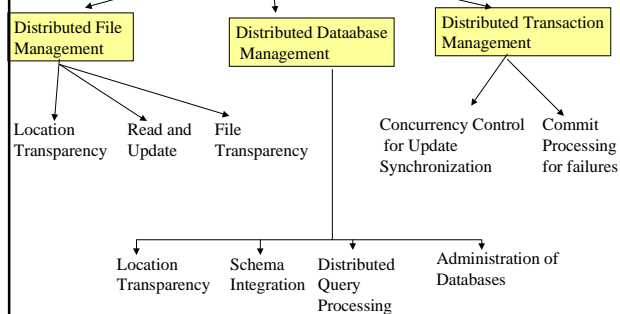 Distributed File
Management
Distributed Dataabase
Management
Distributed Transaction
Management
Location
Transparency
Read and
Update
File
Transparency
Concurrency Control
for Update
Synchronization
Commit
Processing
for failures
Location
Transparency
Schema
Integration
Distributed
Query
Processing
Administration of
Databases